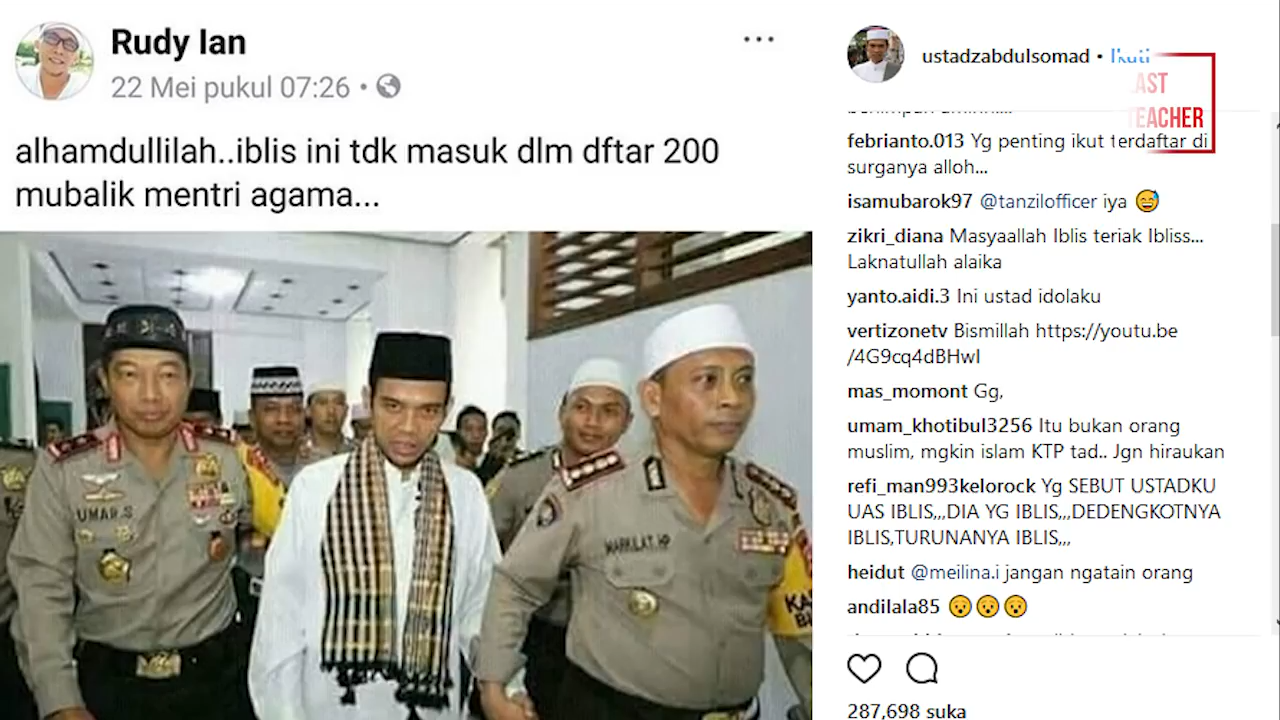 Rudy Ian
22 Mei pukul 07:26
alhamdullilah..iblis ini tdk masuk dlm dftar 200
mubalik mentri agama...
UMAR.S
MARKILAT.HP
ustadzabdulsomad • Ikuti
EACHER
febrianto.013 Yg penting ikut terdaftar di
surganya alloh...
isamubarok97 @tanzilofficer iya 😅
zikri_diana Masyaallah Iblis teriak Ibliss...
Laknatullah alaika
yanto.aidi.3 Ini ustad idolaku
vertizonetv Bismillah https://youtu.be
/4G9cq4dBHwI
mas_momont Gg,
umam_khotibul3256 Itu bukan orang
muslim, mgkin islam KTP tad.. Jgn hiraukan
refi_man993kelorock Yg SEBUT USTADKU
UAS IBLIS,,,DIA YG IBLIS,,,DEDENGKOTNYA
IBLIS,TURUNANYA IBLIS,,,
heidut @meilina.i jangan ngatain orang
andilala85 😯😯😯
287,698 suka